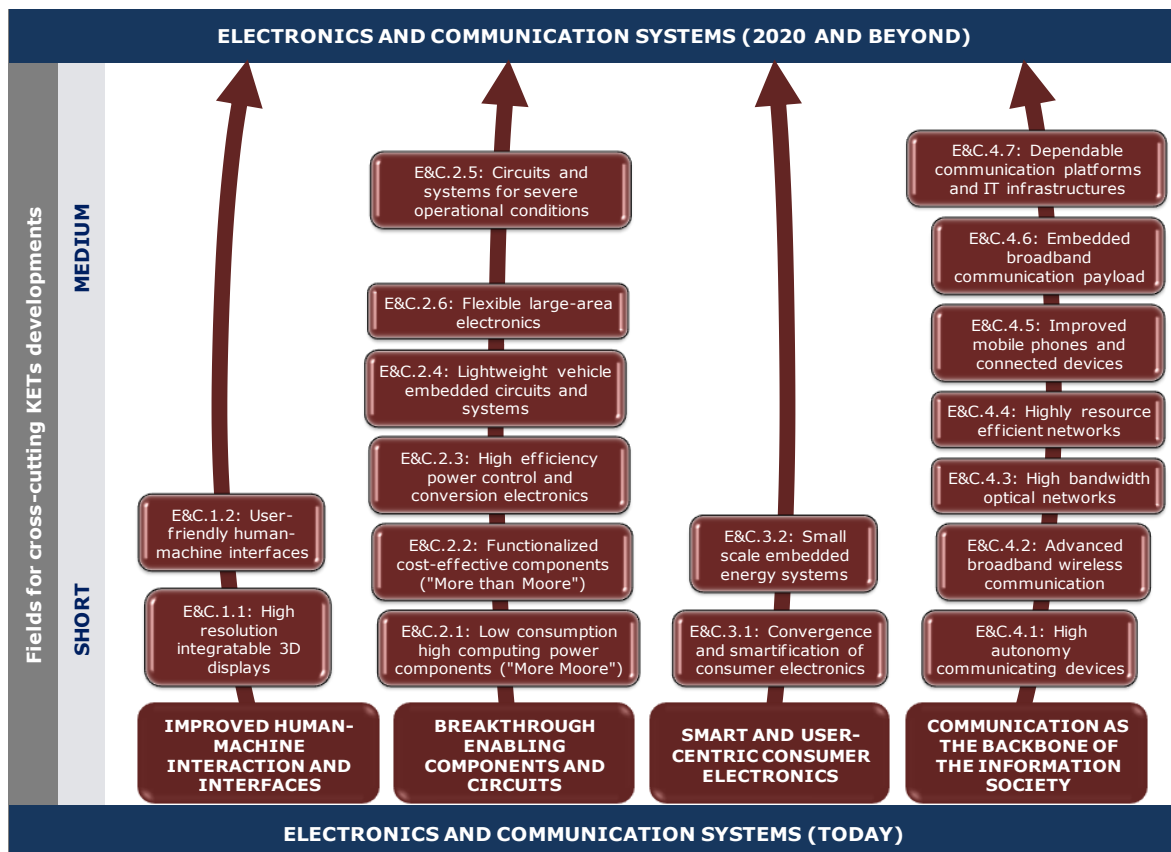 ELECTRONICS AND COMMUNICATION SYSTEMS (2020 AND BEYOND)
Fields for cross-cutting KETs developments
MEDIUM
SHORT
E&C.1.2: User-
friendly human-
machine interfaces
E&C.1.1: High
resolution
integratable 3D
displays
IMPROVED HUMAN-
MACHINE
INTERACTION AND
INTERFACES
E&C.2.5: Circuits and
systems for severe
operational conditions
E&C.2.6: Flexible large-area
electronics
E&C.2.4: Lightweight vehicle
embedded circuits and
systems
E&C.2.3: High efficiency
power control and
conversion electronics
E&C.2.2: Functionalized
cost-effective components
("More than Moore")
E&C.2.1: Low consumption
high computing power
components ("More Moore")
BREAKTHROUGH
ENABLING
COMPONENTS AND
CIRCUITS
E&C.3.2: Small
scale embedded
energy systems
E&C.3.1: Convergence
and smartification of
consumer electronics
SMART AND USER-
CENTRIC CONSUMER
ELECTRONICS
E&C.4.7: Dependable
communication platforms
and IT infrastructures
E&C.4.6: Embedded
broadband
communication payload
E&C.4.5: Improved
mobile phones and
connected devices
E&C.4.4: Highly resource
efficient networks
E&C.4.3: High bandwidth
optical networks
E&C.4.2: Advanced
broadband wireless
communication
E&C.4.1: High
autonomy
communicating devices
COMMUNICATION AS
THE BACKBONE OF
THE INFORMATION
SOCIETY
ELECTRONICS AND COMMUNICATION SYSTEMS (TODAY)